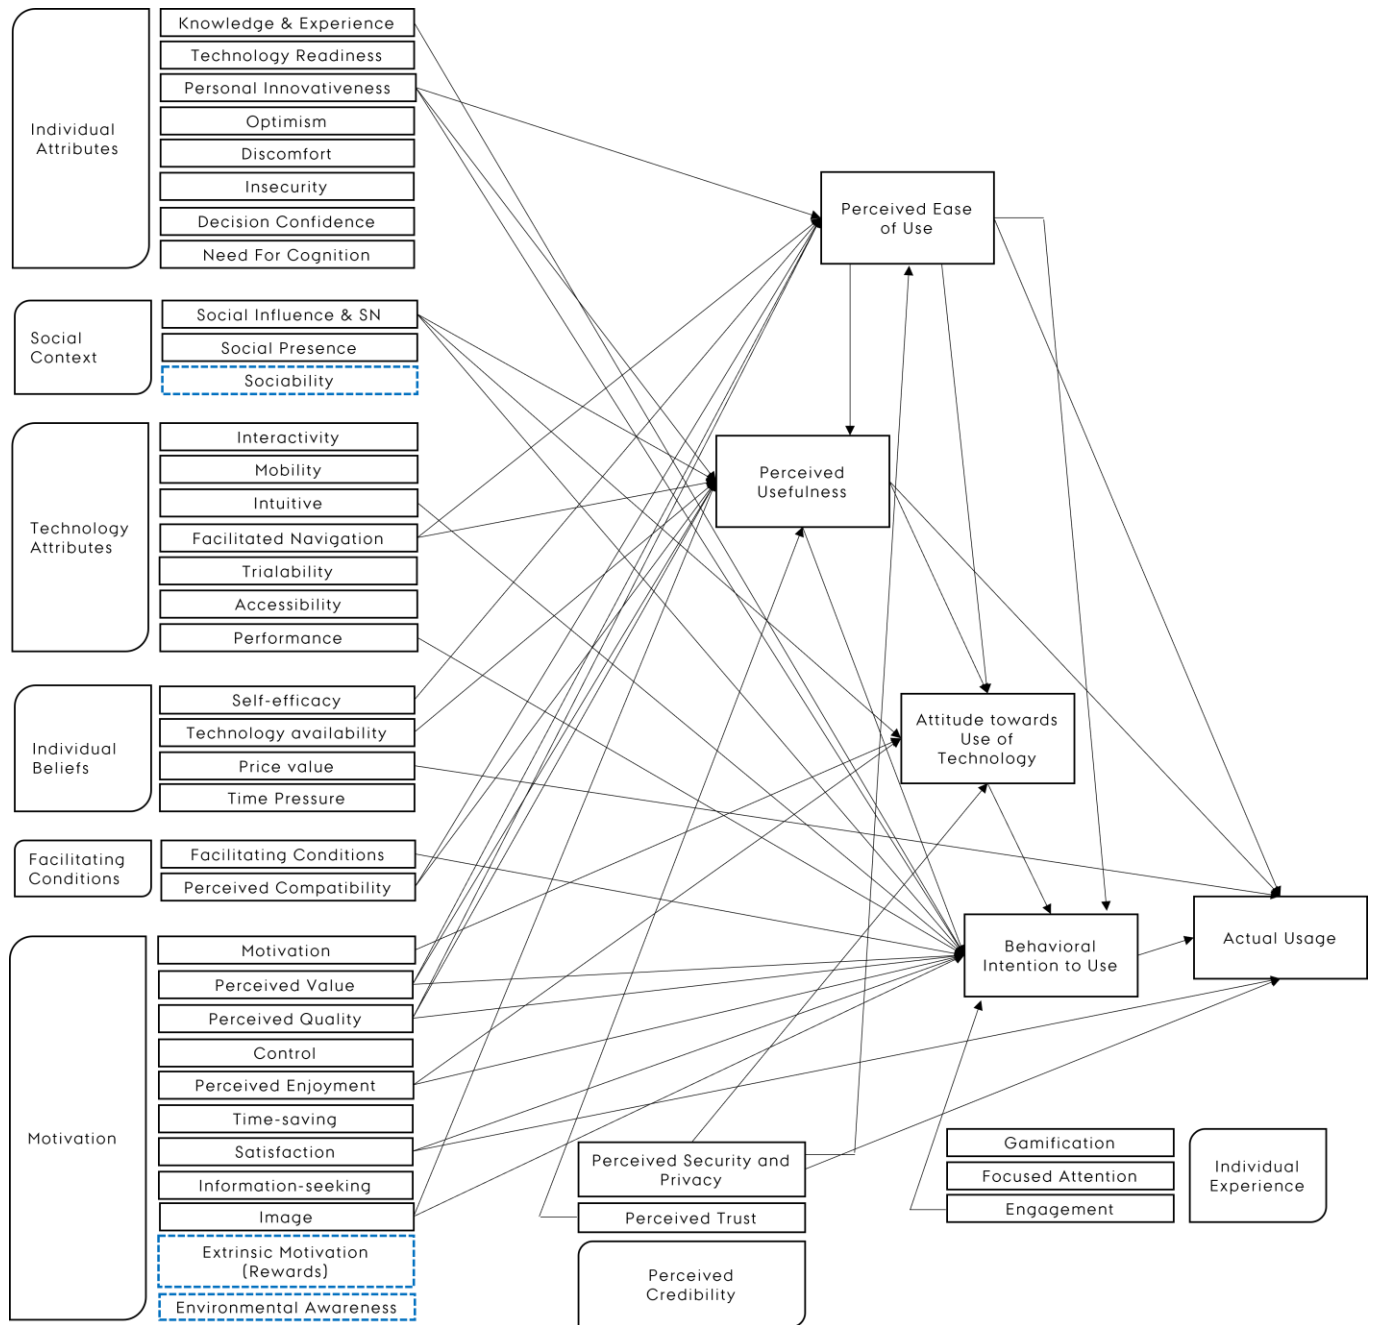 Individual
Attributes
Knowledge & Experience
Technology Readiness
Personal Innovativeness
Optimism
Discomfort
Insecurity
Decision Confidence
Need For Cognition
Social
Context
Social Influence & SN
Social Presence
Sociability
Technology
Attributes
Interactivity
Mobility
Intuitive
Facilitated Navigation
Trialability
Accessibility
Performance
Individual
Beliefs
Self-efficacy
Technology availability
Price value
Time Pressure
Facilitating
Conditions
Facilitating Conditions
Perceived Compatibility
Motivation
Motivation
Perceived Value
Perceived Quality
Control
Perceived Enjoyment
Time-saving
Satisfaction
Information-seeking
Image
Extrinsic Motivation
(Rewards)
Environmental Awareness
Perceived Ease
of Use
Perceived
Usefulness
Attitude towards
Use of
Technology
Behavioral
Intention to Use
Actual Usage
Perceived Security and
Privacy
Perceived Trust
Perceived
Credibility
Gamification
Focused Attention
Engagement
Individual
Experience